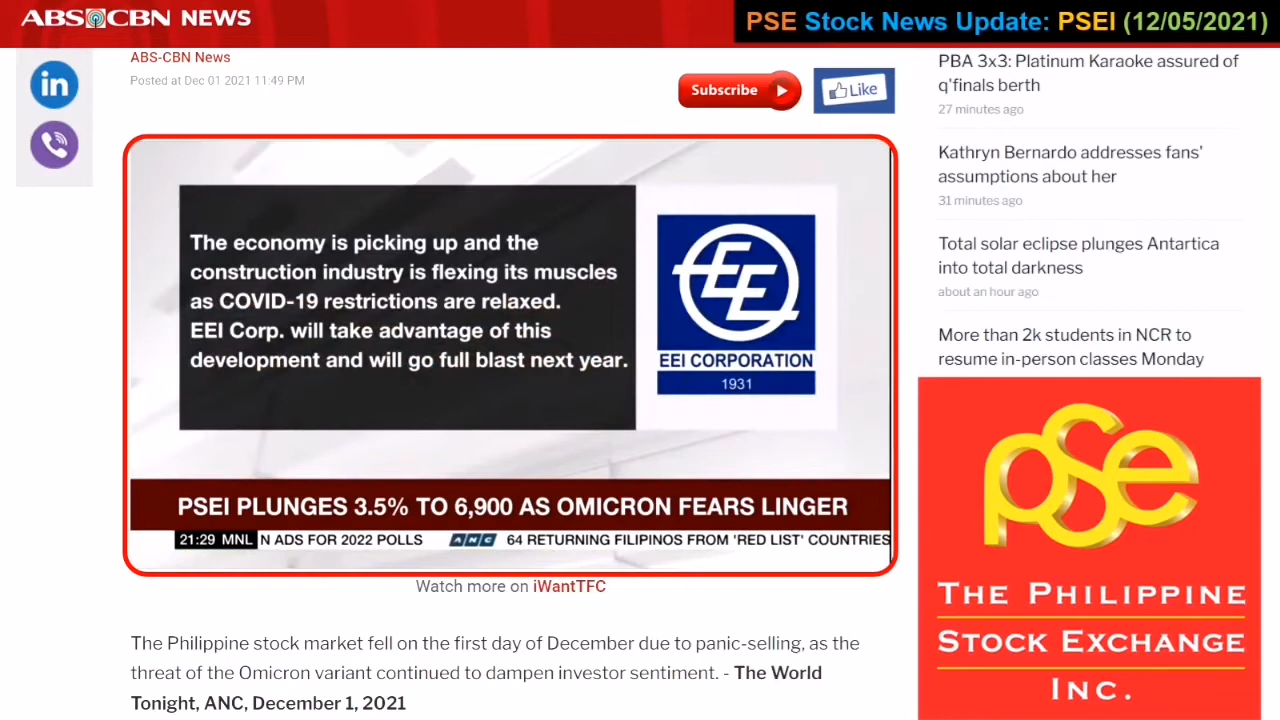 ABS CBN NEWS
PSE Stock News Update: PSEI (12/05/2021)
ABS-CBN News
Posted at Dec 01 2021 11:49 PM
Subscribe
Like
in
The economy is picking up and the
construction industry is flexing its muscles
as COVID-19 restrictions are relaxed.
EEI Corp. will take advantage of this
development and will go full blast next year.
EEI
EEI CORPORATION
1931
PSEI PLUNGES 3.5% TO 6,900 AS OMICRON FEARS LINGER
21:29 MNL N ADS FOR 2022 POLLS ANC 64 RETURNING FILIPINOS FROM 'RED LIST' COUNTRIES
Watch more on iWantTFC
The Philippine stock market fell on the first day of December due to panic-selling, as the
threat of the Omicron variant continued to dampen investor sentiment. - The World
Tonight, ANC, December 1, 2021
PBA 3x3: Platinum Karaoke assured of
q'finals berth
27 minutes ago
Kathryn Bernardo addresses fans'
assumptions about her
31 minutes ago
Total solar eclipse plunges Antartica
into total darkness
about an hour ago
More than 2k students in NCR to
resume in-person classes Monday
pse
THE PHILIPPINE
STOCK EXCHANGE
INC.